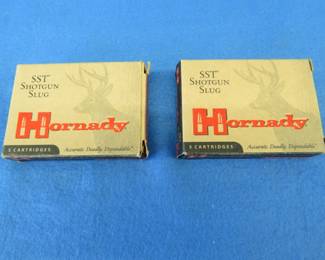 SST
SHOTGUN
SLUG
Hornady
5 CARTRIDGES
Accurate. Deadly. Dependable.
SST
SHOTGUN
SLUG
Hornady
5 CARTRIDGES
Accurate. Deadly. Dependable.